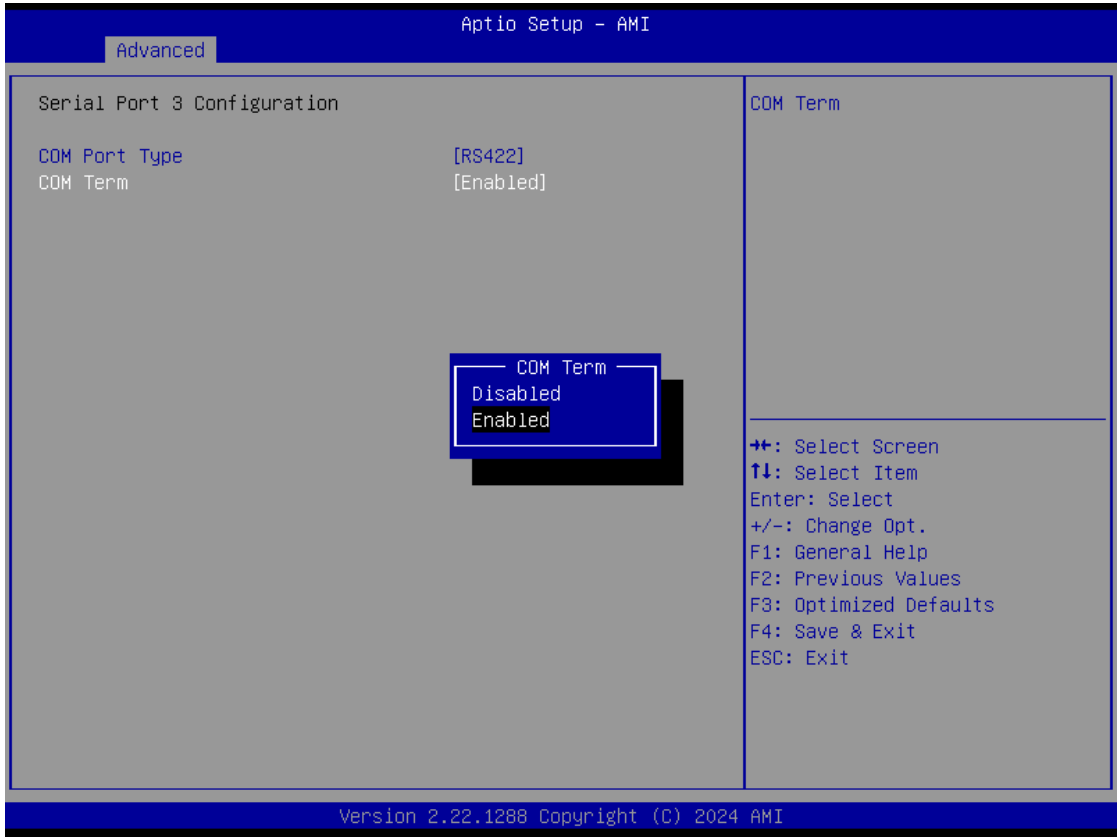 Aptio Setup – AMI
Advanced
Serial Port 3 Configuration
COM Port Type [RS422]
COM Term [Enabled]
COM Term
Disabled
Enabled
COM Term
→←: Select Screen
↑↓: Select Item
Enter: Select
+/-: Change Opt.
F1: General Help
F2: Previous Values
F3: Optimized Defaults
F4: Save & Exit
ESC: Exit
Version 2.22.1288 Copyright (C) 2024 AMI